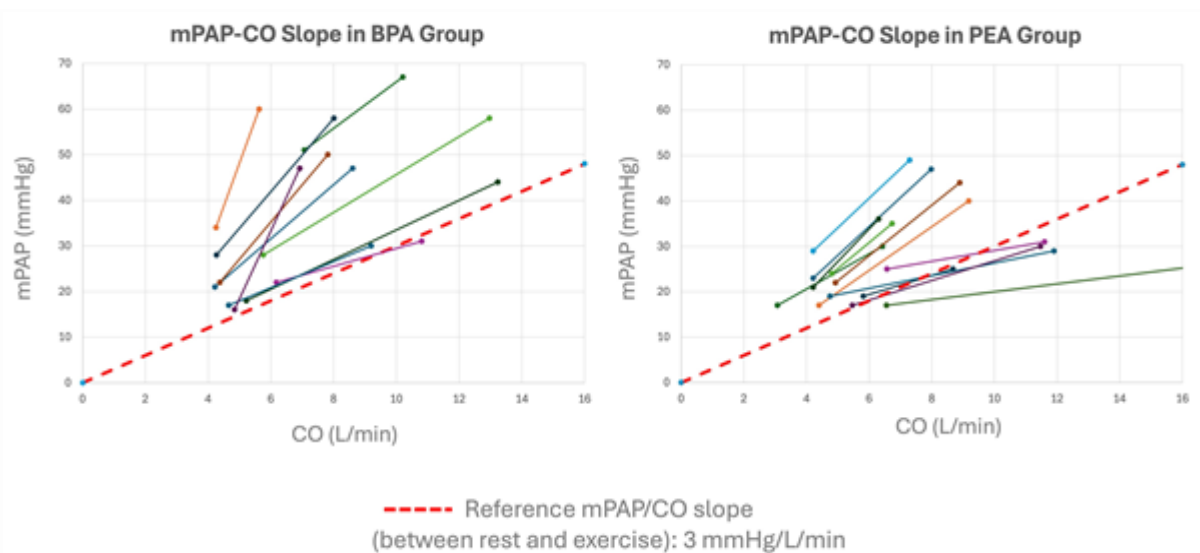 mPAP-CO Slope in BPA Group
70
60
50
40
30
20
10
0
mPAP (mmHg)
0 2 4 6 8 10 12 14 16
CO (L/min)
mPAP-CO Slope in PEA Group
70
60
50
40
30
20
10
0
mPAP (mmHg)
0 2 4 6 8 10 12 14 16
CO (L/min)
Reference mPAP/CO slope
(between rest and exercise): 3 mmHg/L/min